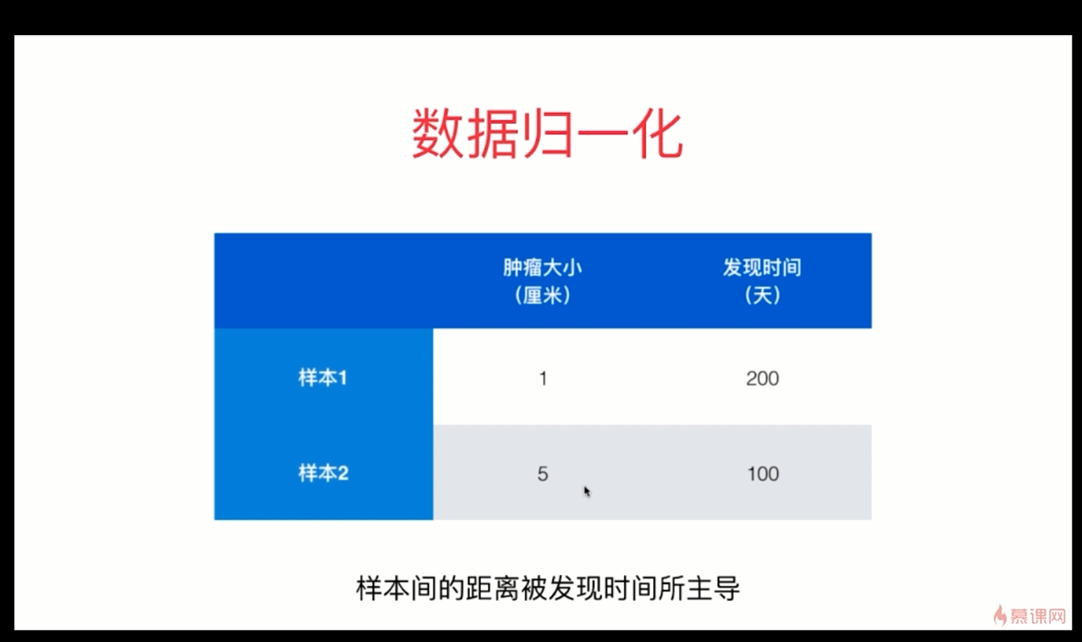 数据归一化
肿瘤大小
（厘米）
发现时间
（天）
样本1
1
200
样本2
5
100
样本间的距离被发现时间所主导
慕课网